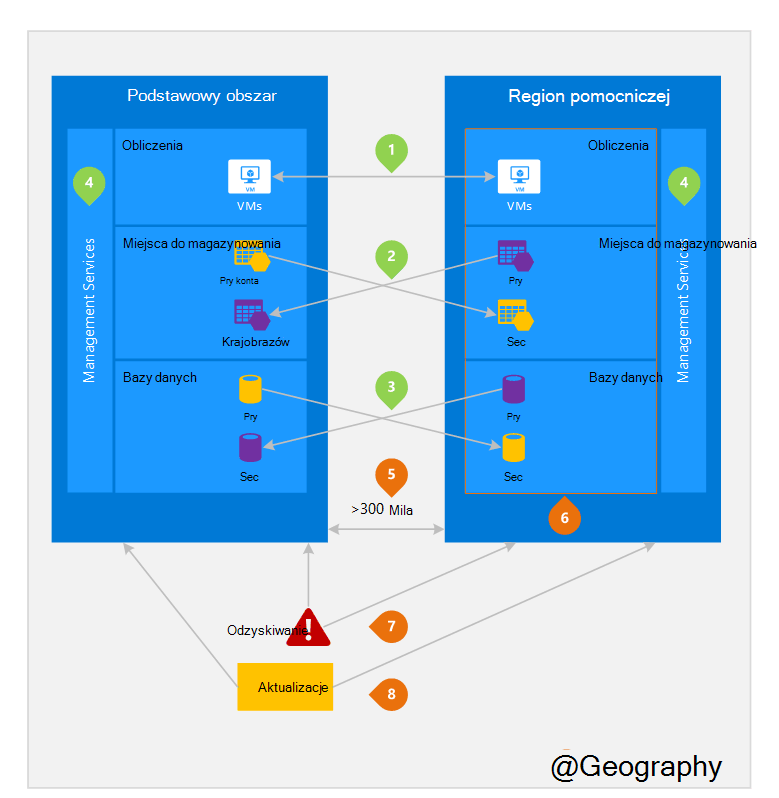 Podstawowy obszar
Region pomocniczej
Obliczenia
1
Obliczenia
4
4
VM
VM
VMs
VMs
Management Services
Miejsca do magazynowania
2
Miejsca do magazynowania
Management Services
Pry konta
Pry
Krajobrazów
Sec
Bazy danych
3
Bazy danych
Pry
Pry
Sec
Sec
5
>300 Mila
6
Odzyskiwanie
7
Aktualizacje
8
@Geography